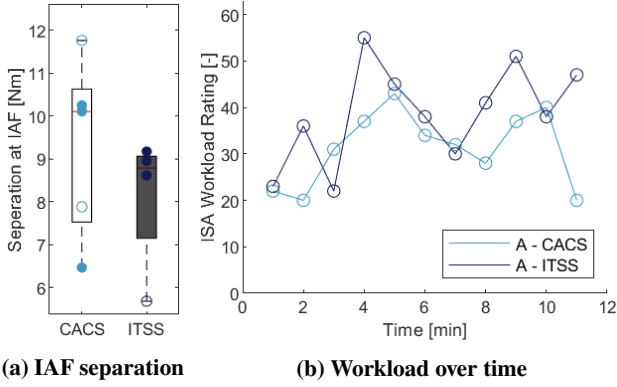 12
11
10
9
8
7
6
Seperation at IAF [Nm]
CACS ITSS
(a) IAF separation
60
50
40
30
20
10
0
ISA Workload Rating [-]
0 2 4 6 8 10 12
Time [min]
A - CACS
A - ITSS
(b) Workload over time